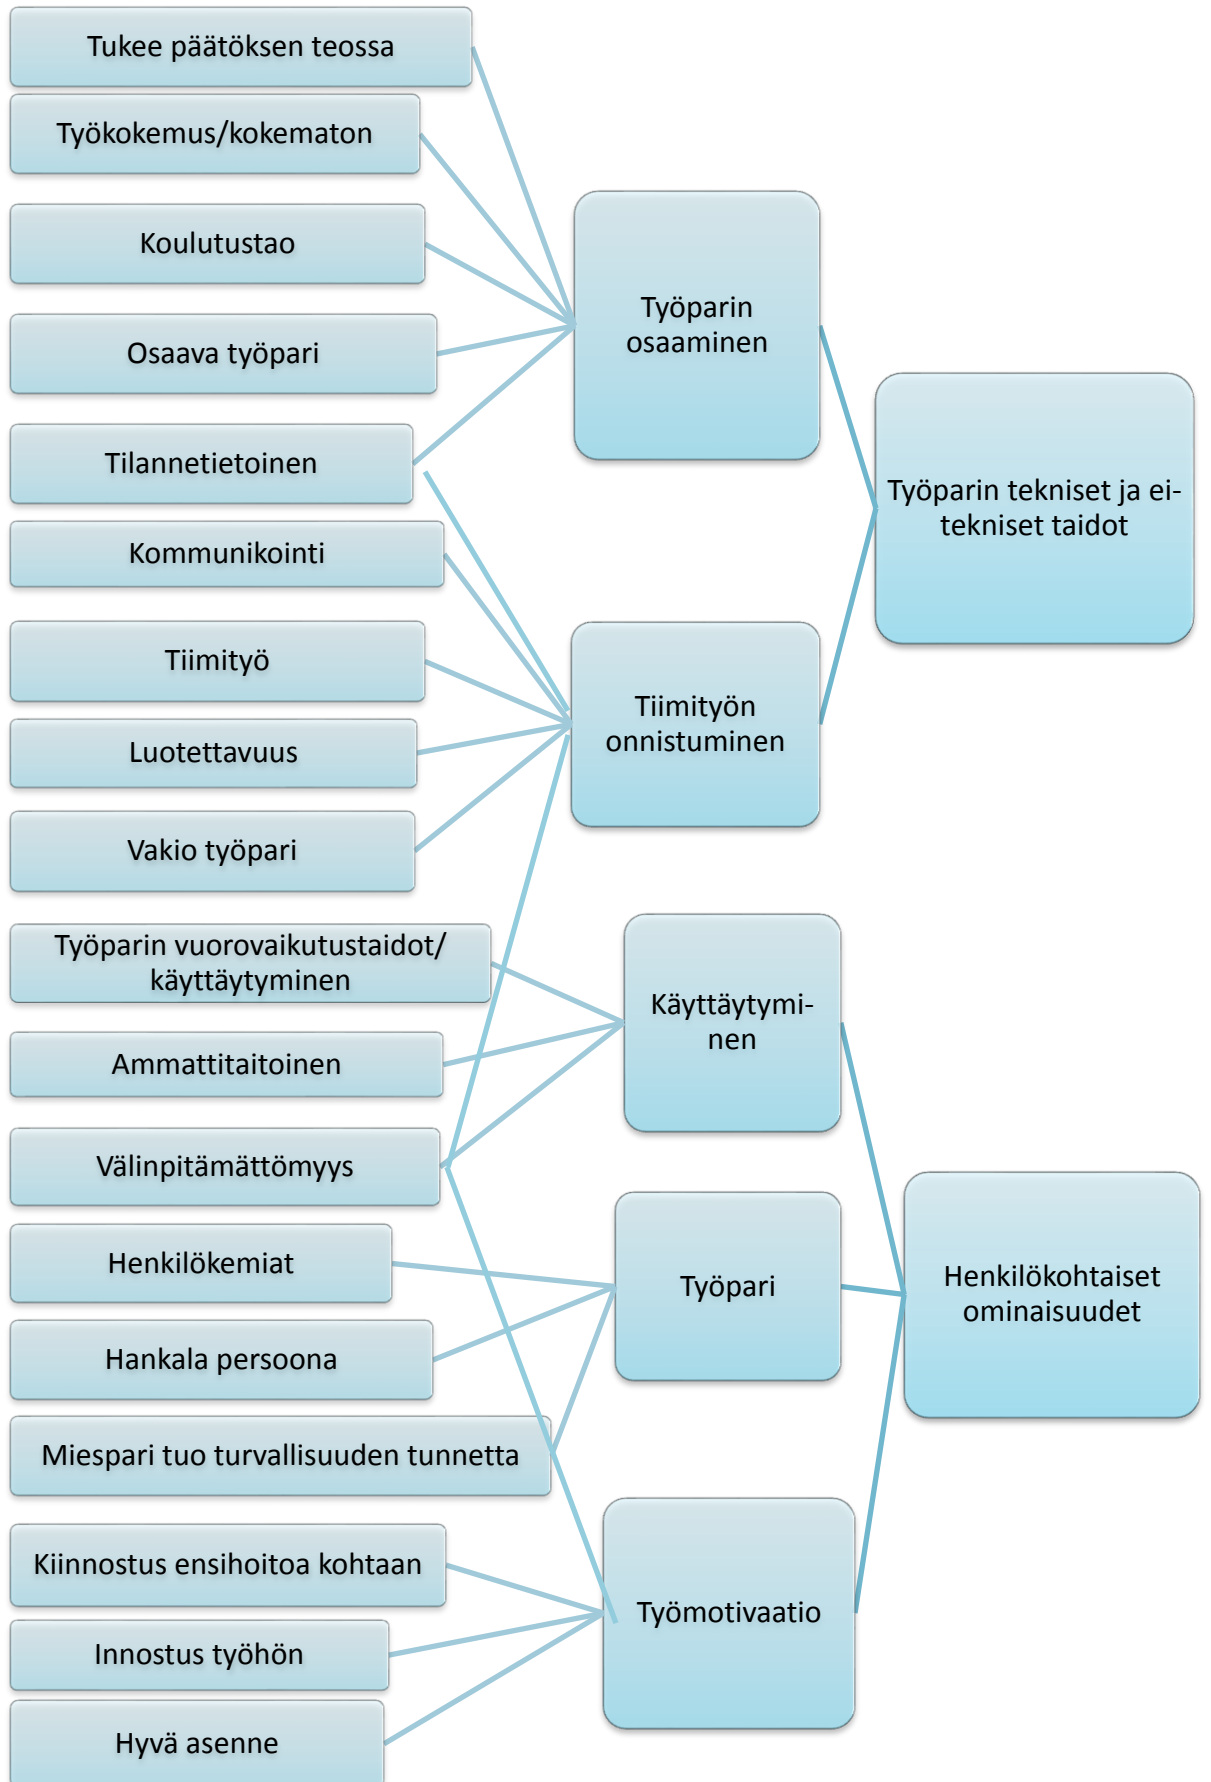 Tukee päätöksen teossa
Työkokemus/kokematon
Koulutustao
Osaava työpari
Tilannetietoinen
Kommunikointi
Tiimityö
Luotettavuus
Vakio työpari
Työparin vuorovaikutustaidot/
käyttäytyminen
Ammattitaitoinen
Välinpitämättömyys
Henkilökemiat
Hankala persoona
Miespari tuo turvallisuuden tunnetta
Kiinnostus ensihoitoa kohtaan
Innostus työhön
Hyvä asenne
Työparin
osaaminen
Tiimityön
onnistuminen
Käyttäytymi-
nen
Työpari
Työmotivaatio
Työparin tekniset ja ei-
tekniset taidot
Henkilökohtaiset
ominaisuudet